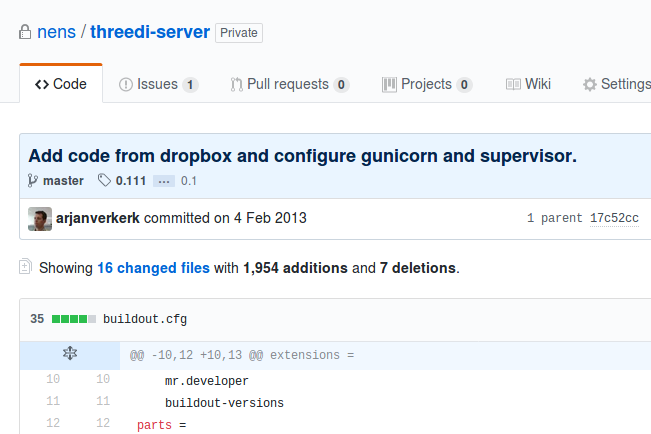 nens / threedi-server Private
Code Issues 1 Pull requests 0 Projects 0 Wiki Settings
Add code from dropbox and configure gunicorn and supervisor.
master 0.111 ... 0.1
arjanverkerk committed on 4 Feb 2013 1 parent 17c52cc
Showing 16 changed files with 1,954 additions and 7 deletions.
35 buildout.cfg
@@ -10,12 +10,13 @@ extensions =
10 10 mr.developer
11 11 buildout-versions
12 12 parts =